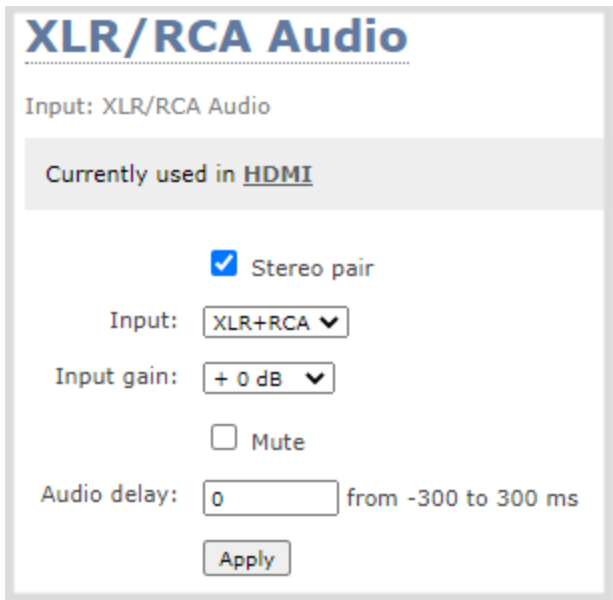 XLR/RCA Audio
Input: XLR/RCA Audio
Currently used in HDMI
Stereo pair
Input: XLR+RCA
Input gain: + 0 dB
Mute
Audio delay: 0 from -300 to 300 ms
Apply